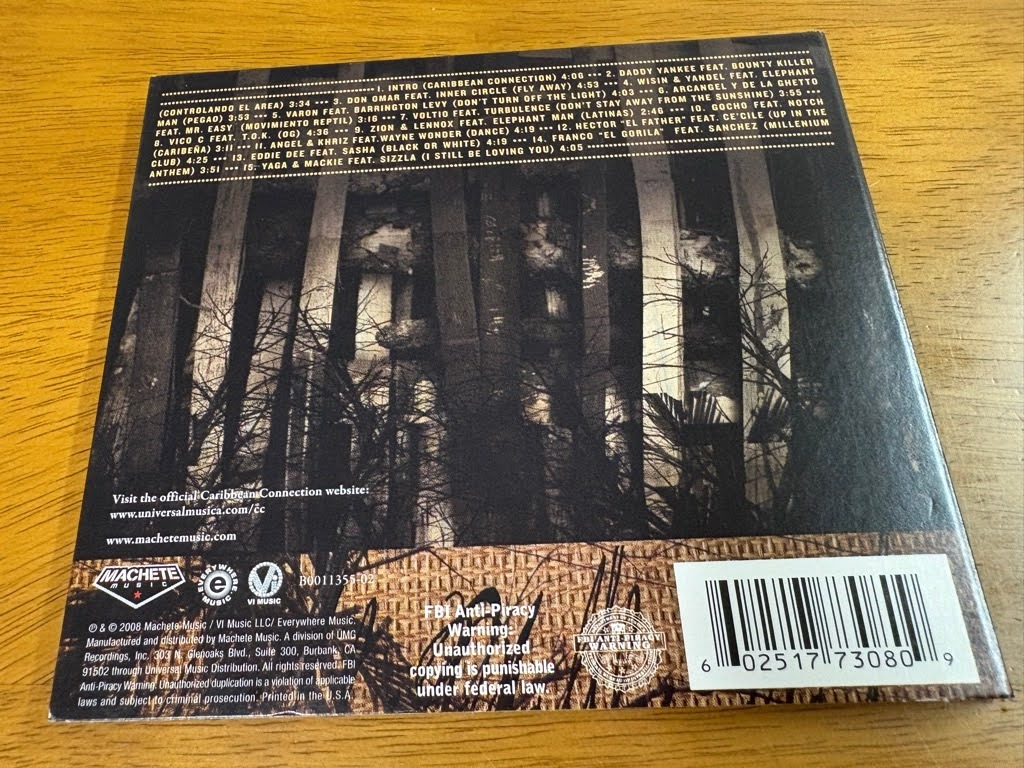 1. INTRO (CARIBBEAN CONNECTION) 4:06 --- 2. DADDY YANKEE FEAT. BOUNTY KILLER
(CONTROLANDO EL AREA) 3:34 --- 3. DON OMAR FEAT. INNER CIRCLE (FLY AWAY) 4:53 --- 4. WISIN & YANDEL FEAT. ELEPHANT
MAN (PEGAO) 3:53 --- 5. VARON FEAT. BARRINGTON LEVY (DON'T TURN OFF THE LIGHT) 4:03 --- 6. ARCANGEL Y DE LA GHETTO
FEAT. MR. EASY (MOVIMIENTO REPTIL) 3:16 --- 7. VOLTIO FEAT. TURBULENCE (DON'T STAY AWAY FROM THE SUNSHINE) 3:55 ---
8. VICO C FEAT. T.O.K. (OG) 4:36 --- 9. ZION & LENNOX FEAT. ELEPHANT MAN (LATINAS) 2:46 --- 10. GOCHO FEAT. NOTCH
(CARIBEÑA) 3:11 --- 11. ANGEL & KHRIZ FEAT.WAYNE WONDER (DANCE) 4:19 --- 12. HECTOR "EL FATHER" FEAT. CE'CILE (UP IN THE
CLUB) 4:25 --- 13. EDDIE DEE FEAT. SASHA (BLACK OR WHITE) 4:19 --- 14. FRANCO "EL GORILA" FEAT. SANCHEZ (MILLENIUM
ANTHEM) 3:51 --- 15. YAGA & MACKIE FEAT. SIZZLA (I STILL BE LOVING YOU) 4:05
Visit the official Caribbean Connection website:
www.universalmusica.com/cc
www.machetemusic.com
MACHETE
MUSIC
EVERYWHERE
MUSIC
VI MUSIC
B0011355-02
℗ & © 2008 Machete Music / VI Music LLC/ Everywhere Music.
Manufactured and distributed by Machete Music. A division of UMG
Recordings, Inc. 303 N. Glenoaks Blvd., Suite 300, Burbank, CA
91502 through Universal Music Distribution. All rights reserved. FBI
Anti-Piracy Warning. Unauthorized duplication is a violation of applicable
laws and subject to criminal prosecution. Printed in the U.S.A.
FBI Anti-Piracy
Warning:
Unauthorized
copying is punishable
under federal law.
FBI ANTI-PIRACY
WARNING
6 02517 73080 9